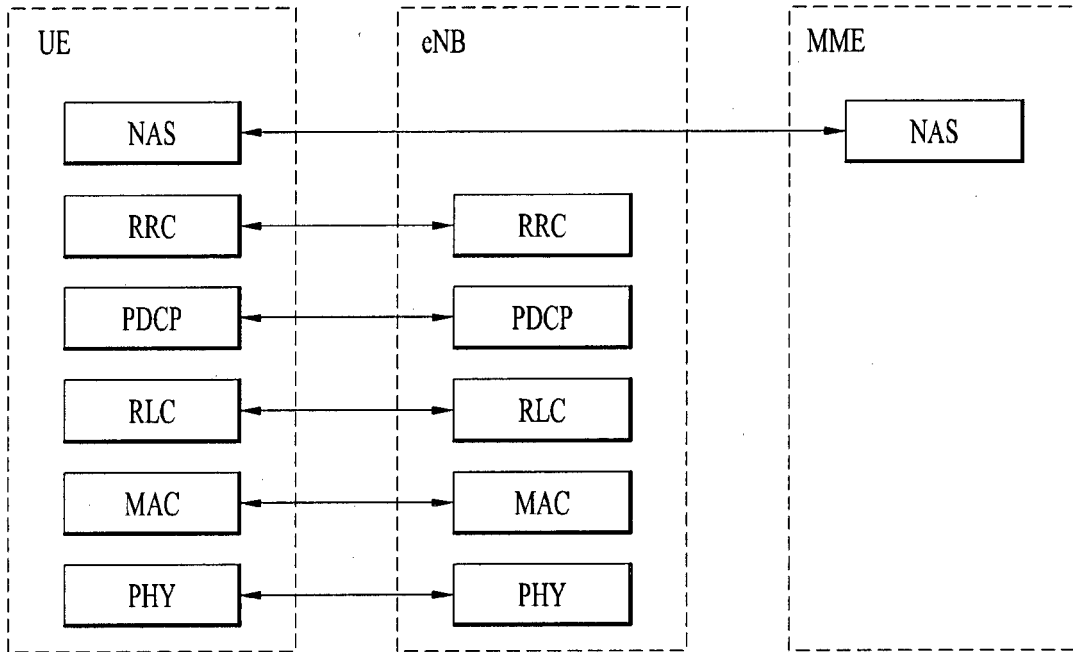 UE
eNB
MME
NAS
NAS
RRC
RRC
PDCP
PDCP
RLC
RLC
MAC
MAC
PHY
PHY